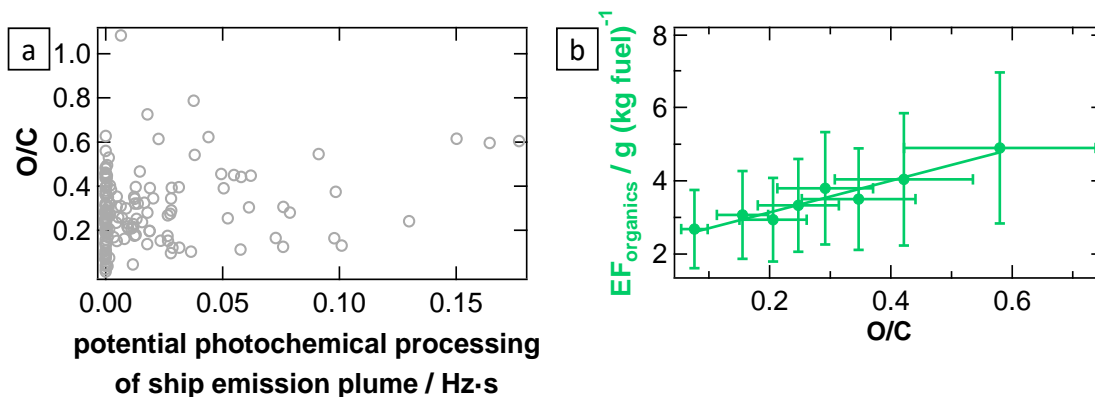 a
1.0
0.8
0.6
0.4
0.2
O/C
0.00
0.05
0.10
0.15
potential photochemical processing
of ship emission plume / Hz·s
b
8
6
4
2
EForganics / g (kg fuel)-1
0.2
0.4
0.6
O/C